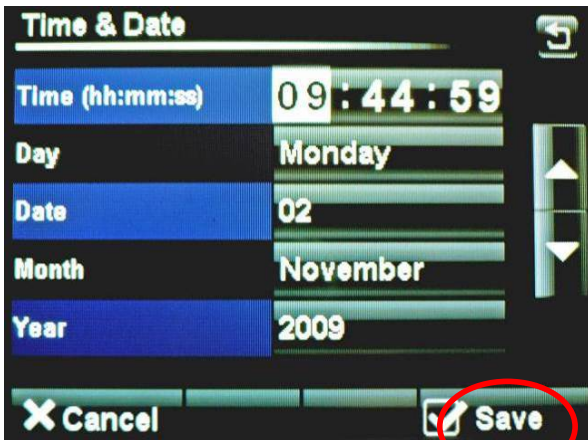 Time & Date
Time (hh:mm:ss) 09:44:59
Day Monday
Date 02
Month November
Year 2009
Cancel Save